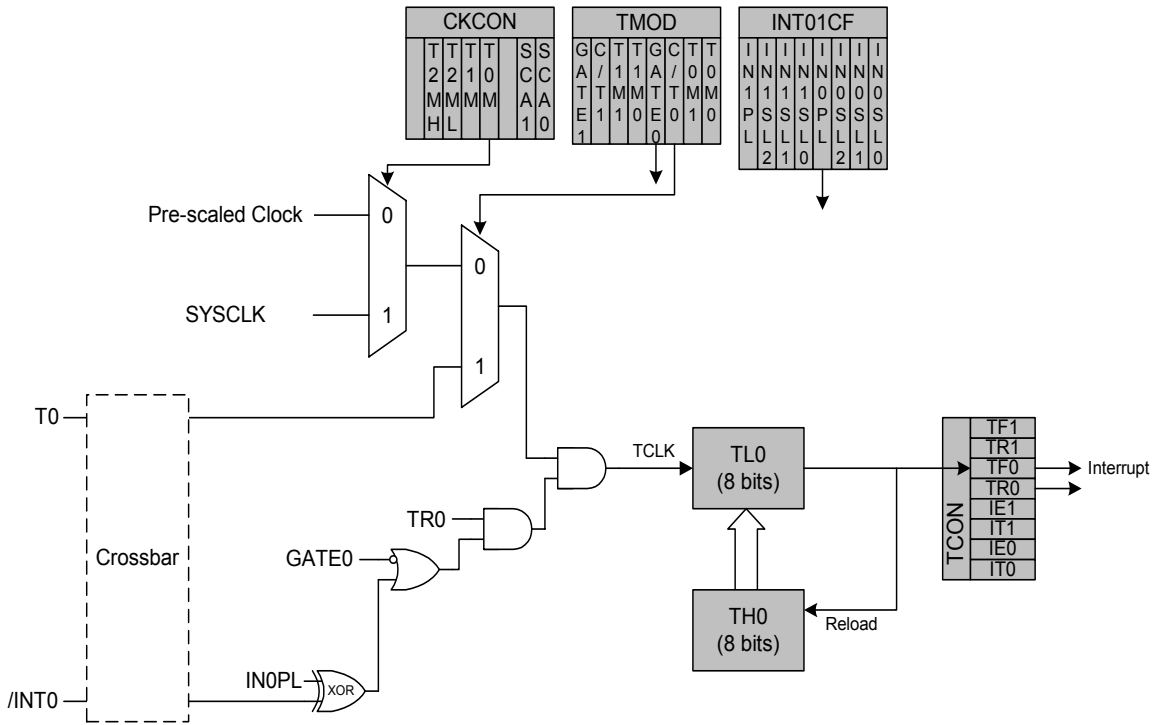 CKCON
TMOD
INT01CF
T2MH
T2ML
T1M
T0M
SCA1
SCA0
GATE1
C/T1
T1M1
T1M0
GATE0
C/T0
T0M1
T0M0
IN1PL
IN1SL2
IN1SL1
IN1SL0
IN0PL
IN0SL2
IN0SL1
IN0SL0
Pre-scaled Clock
0
0
SYSCLK
1
1
T0
Crossbar
TCLK
TL0
(8 bits)
TR0
GATE0
TH0
(8 bits)
Reload
IN0PL
XOR
/INT0
TCON
TF1
TR1
TF0
TR0
IE1
IT1
IE0
IT0
Interrupt